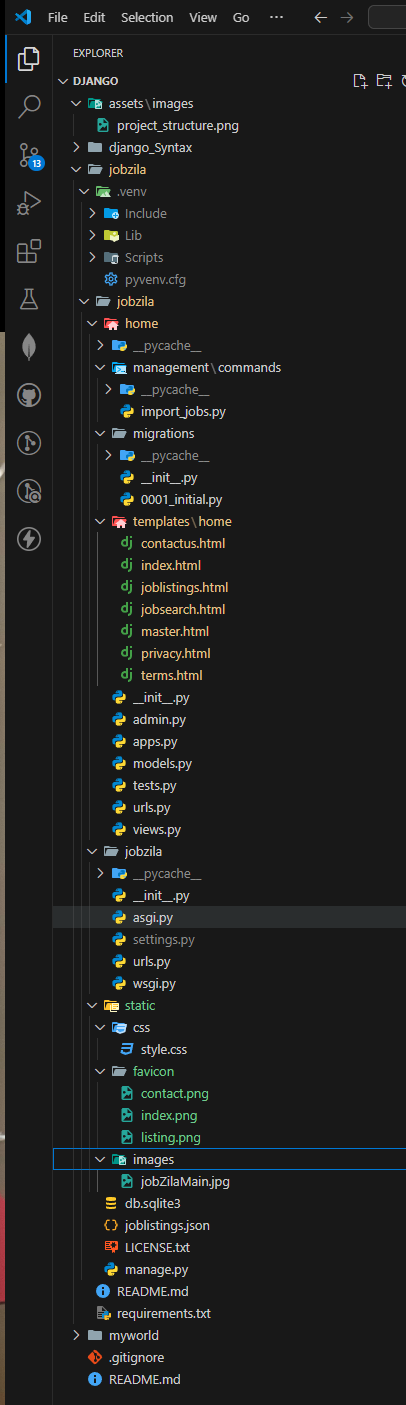 File Edit Selection View Go ···
EXPLORER
DJANGO
assets\images
project_structure.png
django_Syntax
jobzila
.venv
Include
Lib
Scripts
pyvenv.cfg
jobzila
home
__pycache__
management\commands
__pycache__
import_jobs.py
migrations
__pycache__
__init__.py
0001_initial.py
templates\home
contactus.html
index.html
joblistings.html
jobsearch.html
master.html
privacy.html
terms.html
__init__.py
admin.py
apps.py
models.py
tests.py
urls.py
views.py
jobzila
__pycache__
__init__.py
asgi.py
settings.py
urls.py
wsgi.py
static
css
style.css
favicon
contact.png
index.png
listing.png
images
jobZilaMain.jpg
db.sqlite3
joblistings.json
LICENSE.txt
manage.py
README.md
requirements.txt
myworld
.gitignore
README.md
13